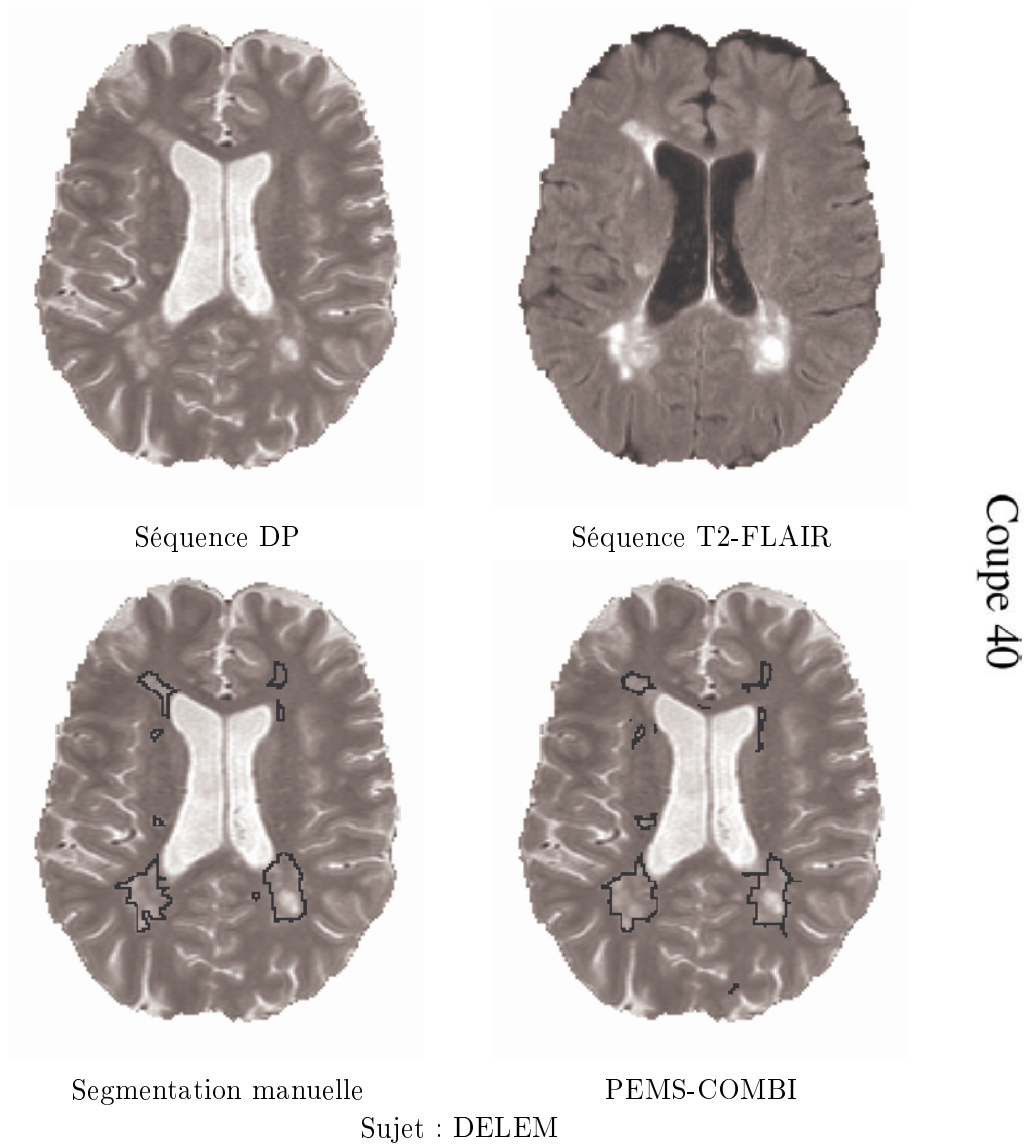 Séquence DP
Séquence T2-FLAIR
Coupe 40
Segmentation manuelle
PEMS-COMBI
Sujet : DELEM